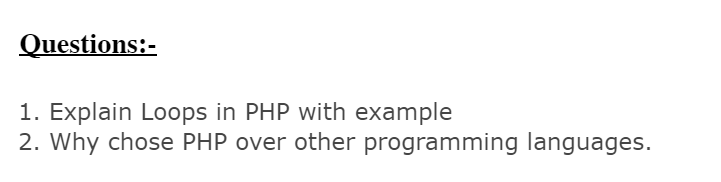 Questions:-
1. Explain Loops in PHP with example
2. Why chose PHP over other programming languages.